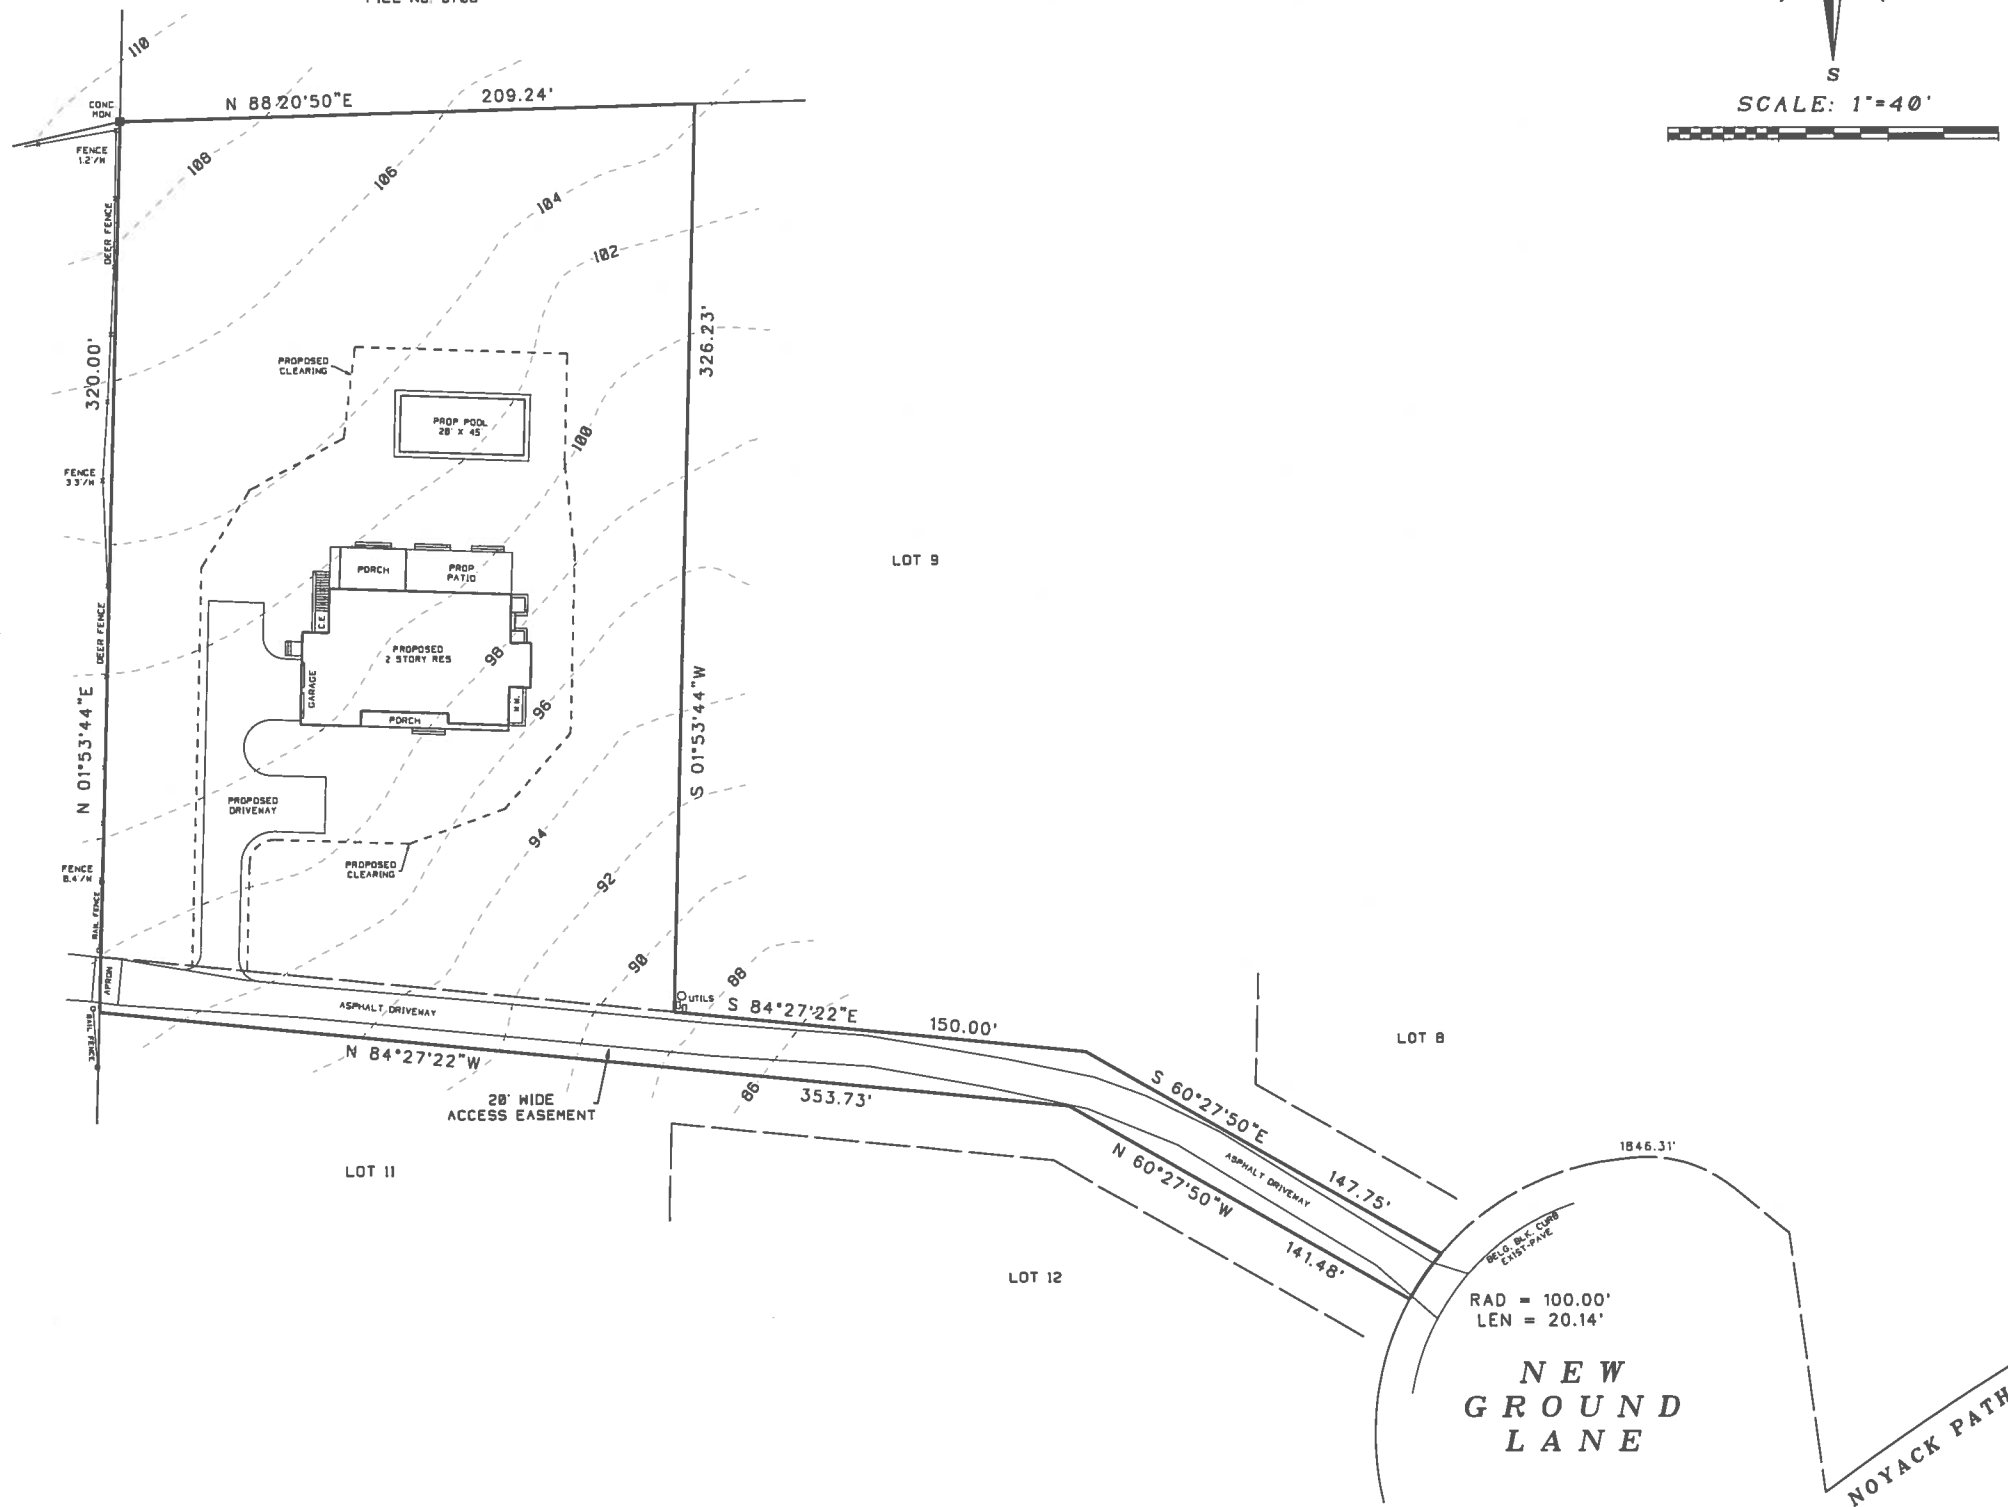 110
S
SCALE: 1"=40'
CONC
MON
N 88°20'50"E
209.24'
FENCE
1.2'/W
108
106
104
102
DEER FENCE
320.00'
326.23'
PROPOSED
CLEARING
PROP POOL
20' X 45'
100
FENCE
3.3'/W
LOT 9
PORCH
PROP
PATIO
C.E.
DEER FENCE
PROPOSED
2 STORY RES
98
GARAGE
96
PORCH
N 01°53'44"E
S 01°53'44"W
PROPOSED
DRIVEWAY
94
PROPOSED
CLEARING
FENCE
8.4'/W
92
RAIL FENCE
90
88
APRON
ASPHALT DRIVEWAY
UTILS
S 84°27'22"E
150.00'
LOT 8
RAIL FENCE
N 84°27'22"W
353.73'
86
20' WIDE
ACCESS EASEMENT
S 60°27'50"E
147.75'
ASPHALT DRIVEWAY
N 60°27'50"W
141.48'
LOT 11
LOT 12
1846.31'
BELG. BLK. CURB
EXIST-PAVE
RAD = 100.00'
LEN = 20.14'
NEW
GROUND
LANE
NOYACK PATH